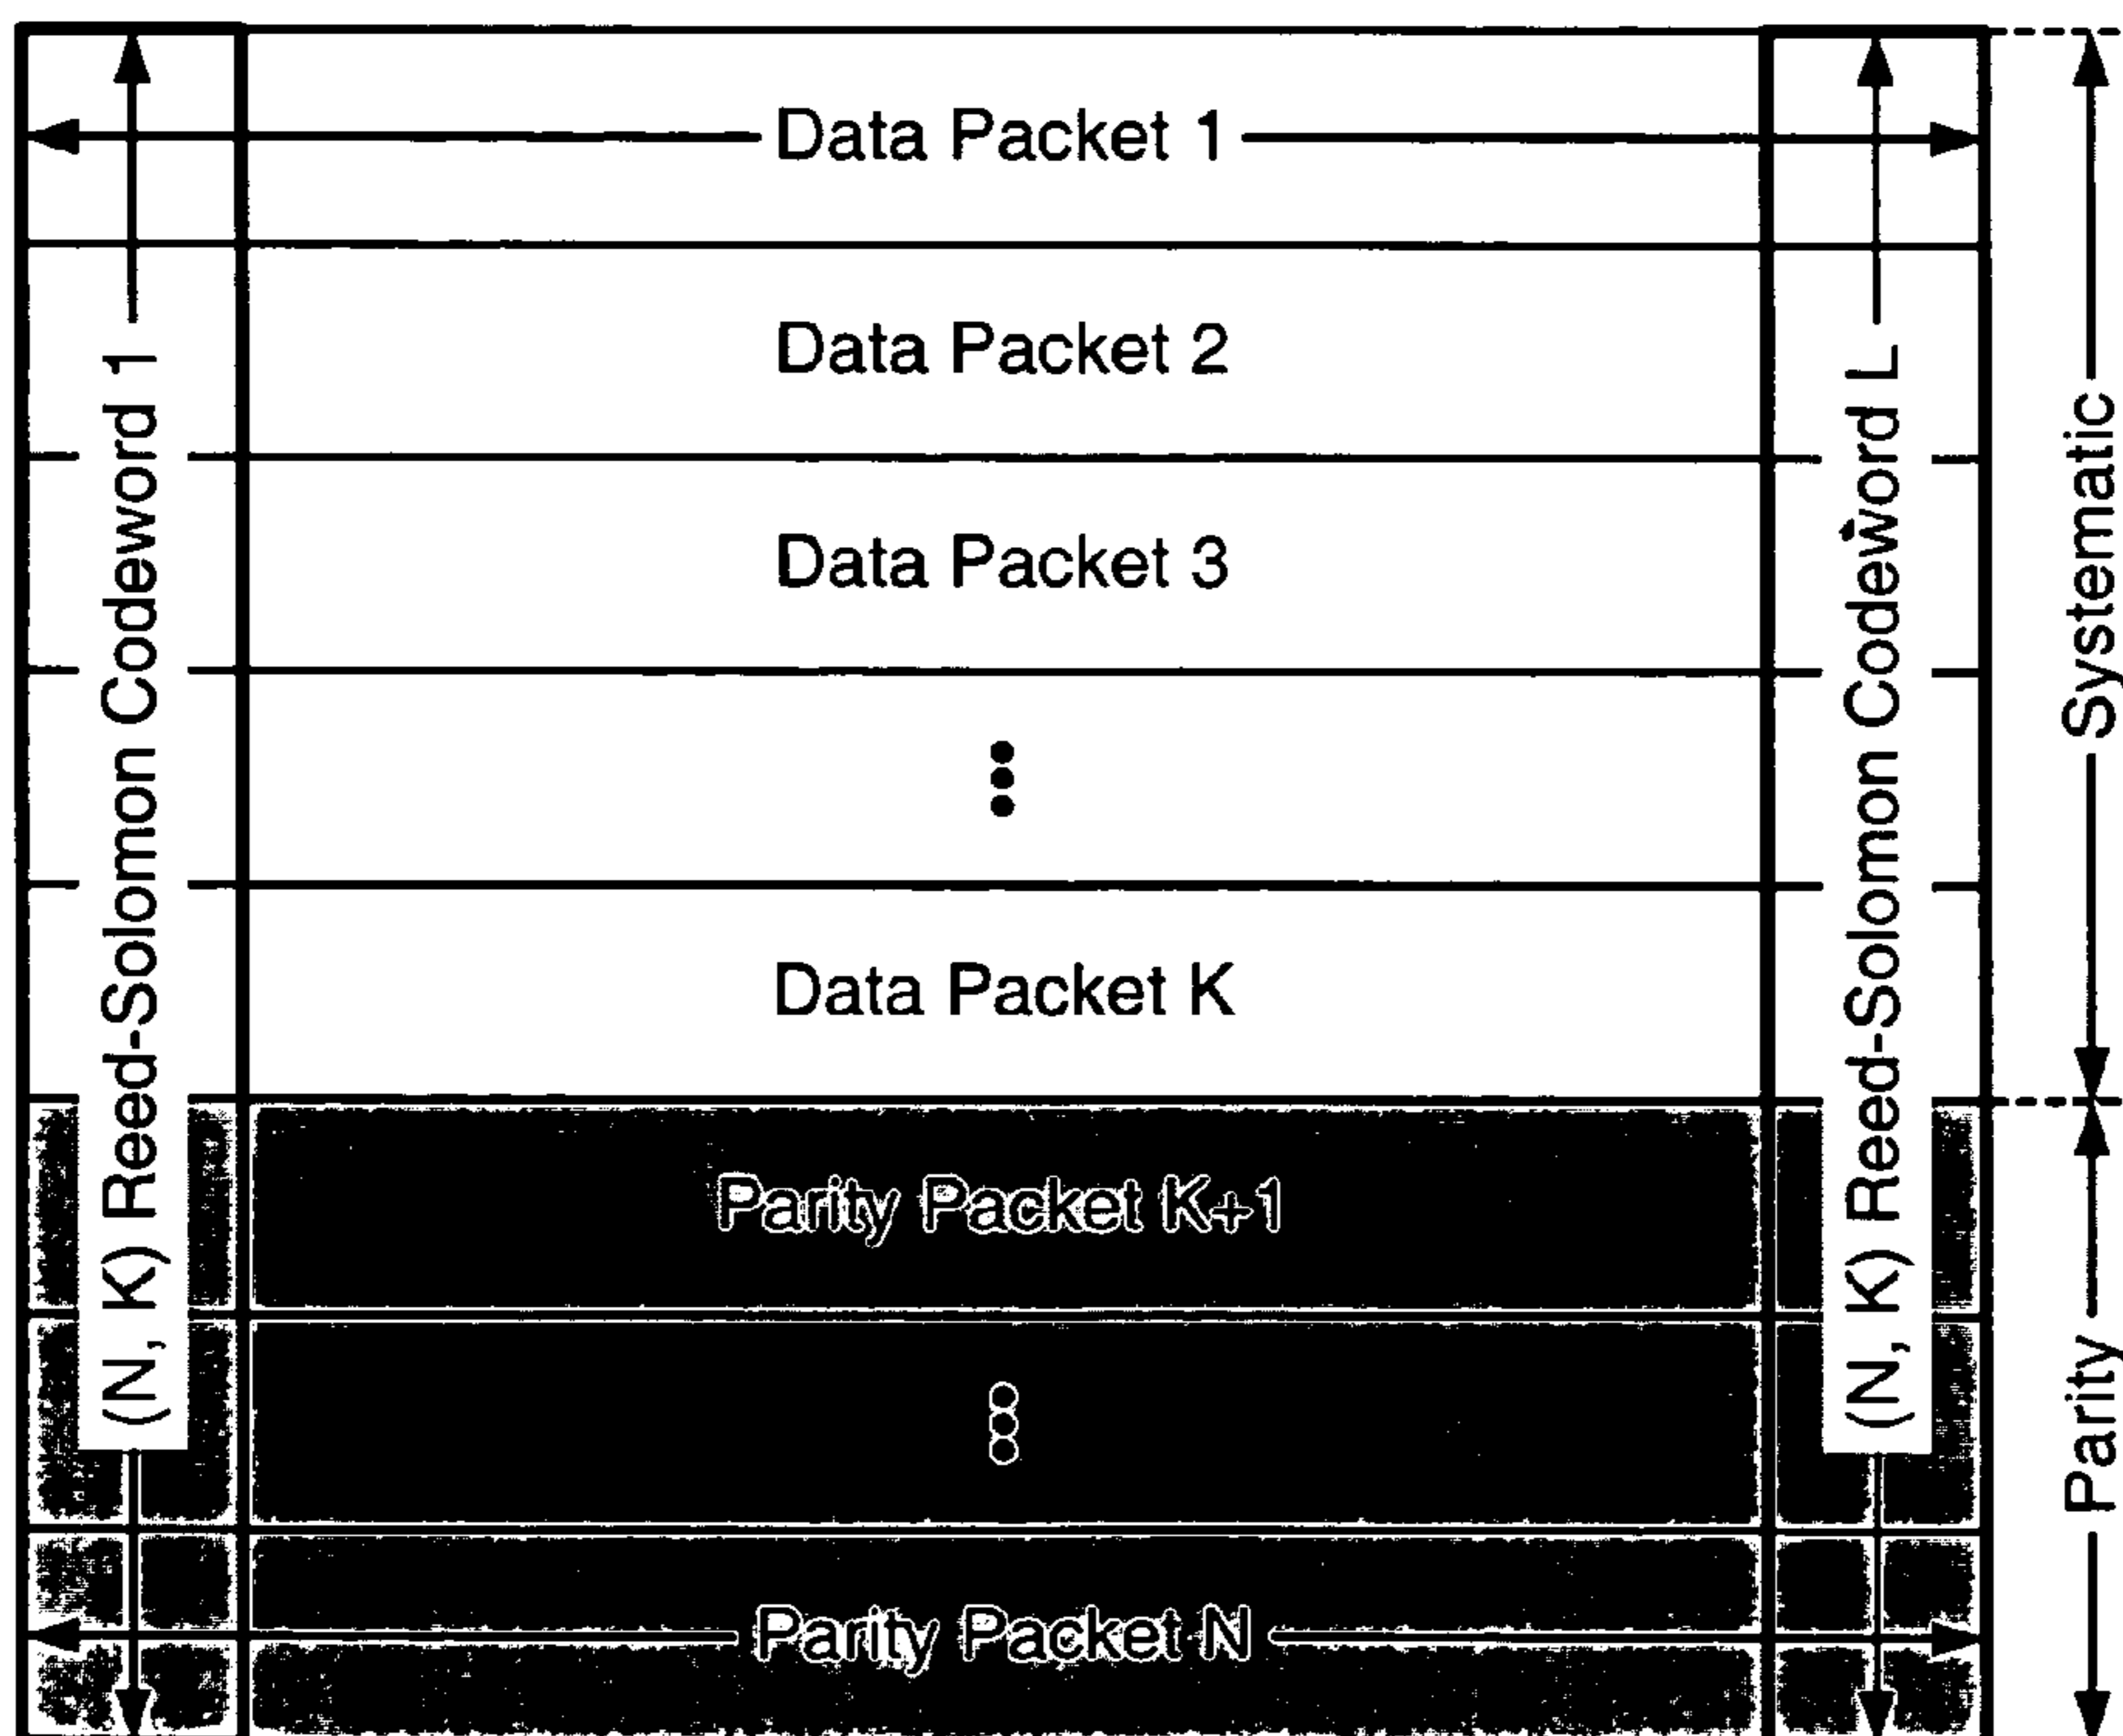 Data Packet 1
Data Packet 2
Data Packet 3
Data Packet K
Parity Packet K+1
Parity Packet N
(N, K) Reed-Solomon Codeword 1
(N, K) Reed-Solomon Codeword L
Systematic
Parity